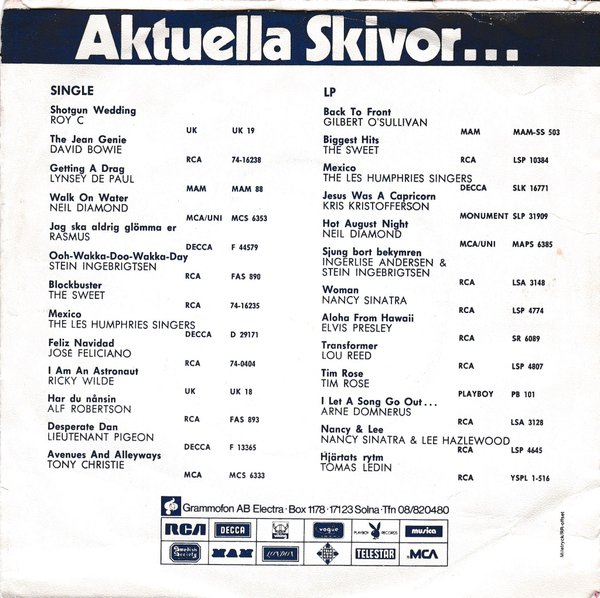 Aktuella Skivor...
SINGLE
Shotgun Wedding
ROY C
UK UK 19
The Jean Genie
DAVID BOWIE
RCA 74-16238
Getting A Drag
LYNSEY DE PAUL
MAM MAM 88
Walk On Water
NEIL DIAMOND
MCA/UNI MCS 6353
Jag ska aldrig glömma er
RASMUS
DECCA F 44579
Ooh-Wakka-Doo-Wakka-Day
STEIN INGEBRIGTSEN
RCA FAS 890
Blockbuster
THE SWEET
RCA 74-16235
Mexico
THE LES HUMPHRIES SINGERS
DECCA D 29171
Feliz Navidad
JOSÉ FELICIANO
RCA 74-0404
I Am An Astronaut
RICKY WILDE
UK UK 18
Har du nånsin
ALF ROBERTSON
RCA FAS 893
Desperate Dan
LIEUTENANT PIGEON
DECCA F 13365
Avenues And Alleyways
TONY CHRISTIE
MCA MCS 6333
LP
Back To Front
GILBERT O'SULLIVAN
MAM MAM-SS 503
Biggest Hits
THE SWEET
RCA LSP 10384
Mexico
THE LES HUMPHRIES SINGERS
DECCA SLK 16771
Jesus Was A Capricorn
KRIS KRISTOFFERSON
MONUMENT SLP 31909
Hot August Night
NEIL DIAMOND
MCA/UNI MAPS 6385
Sjung bort bekymren
INGERLISE ANDERSEN &
STEIN INGEBRIGTSEN
RCA LSA 3148
Woman
NANCY SINATRA
RCA LSP 4774
Aloha From Hawaii
ELVIS PRESLEY
RCA SR 6089
Transformer
LOU REED
RCA LSP 4807
Tim Rose
TIM ROSE
PLAYBOY PB 101
I Let A Song Go Out...
ARNE DOMNERUS
RCA LSA 3128
Nancy & Lee
NANCY SINATRA & LEE HAZLEWOOD
RCA LSP 4645
Hjärtats rytm
TOMAS LEDIN
RCA YSPL 1-516
Grammofon AB Electra · Box 1178 · 17123 Solna · Tfn 08/820480
RCA DECCA vogue PLAYBOY RECORDS musica
Swedish Society MAM LONDON TELESTAR MCA